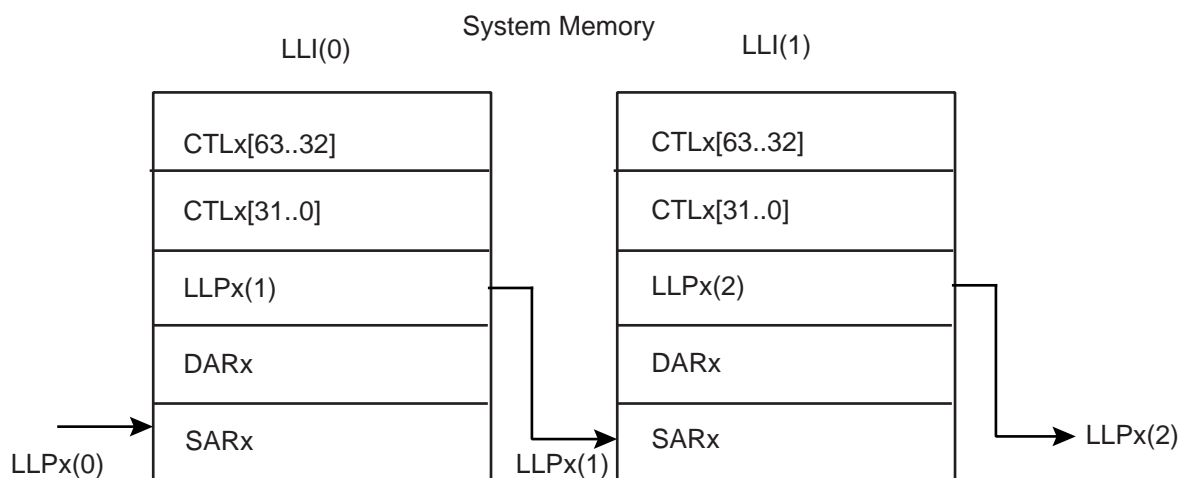 System Memory
LLI(0)
LLI(1)
CTLx[63..32]
CTLx[63..32]
CTLx[31..0]
CTLx[31..0]
LLPx(1)
LLPx(2)
DARx
DARx
SARx
SARx
LLPx(2)
LLPx(0)
LLPx(1)